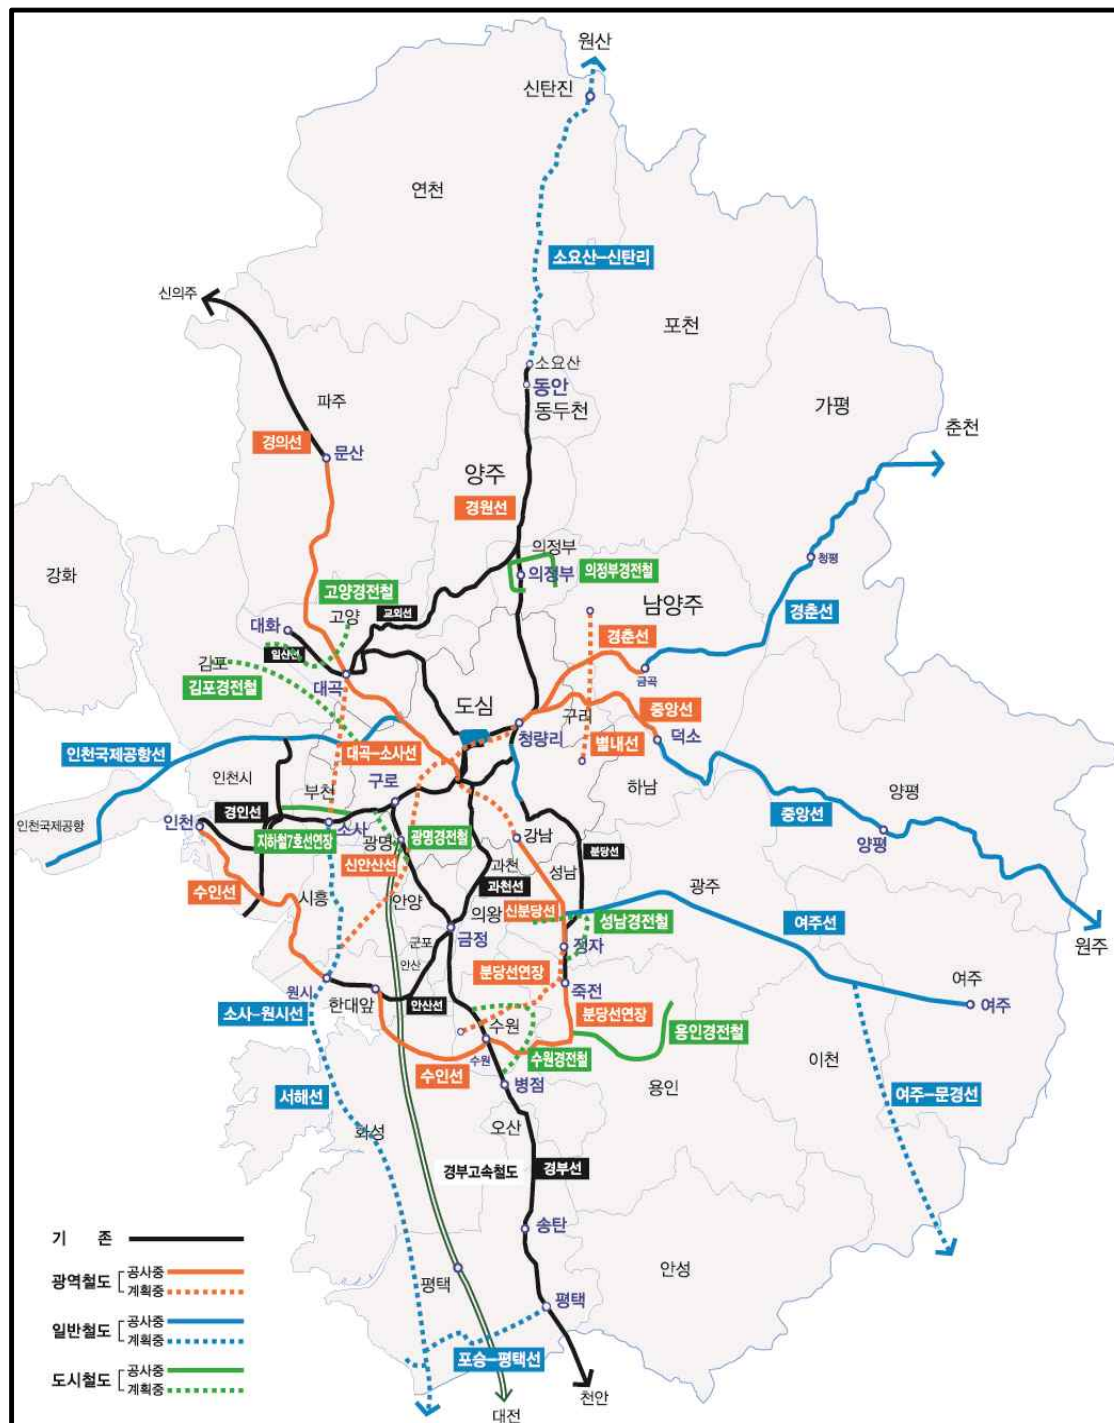 원산
신탄진
연천
소요산–신탄리
신의주
포천
소요산
동안
동두천
파주
가평
춘천
경의선
문산
양주
경원선
의정부
청평
강화
의정부
의정부경전철
고양경전철
고양
교외선
남양주
경춘선
대화
일산선
경춘선
김포
김포경전철
대곡
금곡
도심
구리
중앙선
청량리
덕소
별내선
인천국제공항선
대곡–소사선
구로
인천시
부천
하남
양평
경인선
중앙선
인천국제공항
인천
소사
지하철7호선연장
광명
광명경전철
강남
양평
분당선
신안산선
과천
성남
과천선
수인선
시흥
안양
의왕
신분당선
광주
성남경전철
여주선
원주
금정
군포
정자
안산
분당선연장
원시
죽전
여주
여주
한대앞
안산선
소사–원시선
분당선연장
수원
용인경전철
수원
수원경전철
이천
수인선
병점
용인
여주–문경선
서해선
오산
화성
경부고속철도
경부선
송탄
기 존
안성
광역철도
공사중
계획중
평택
평택
일반철도
공사중
계획중
포승–평택선
도시철도
공사중
계획중
천안
대전